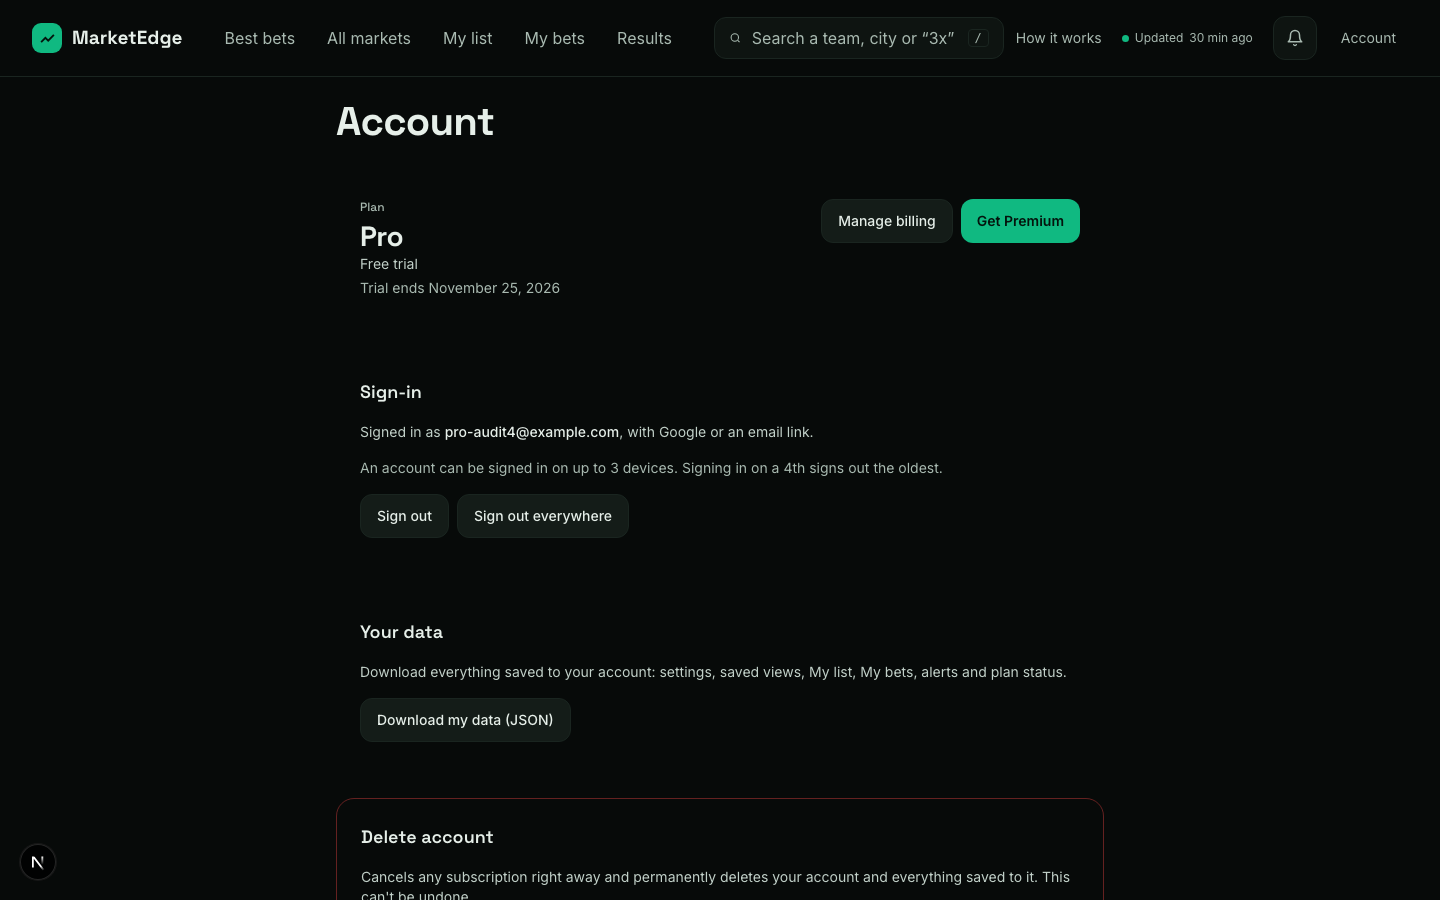 MarketEdge
Best bets
All markets
My list
My bets
Results
Search a team, city or “3x” /
How it works
Updated 30 min ago
Account
Account
Plan
Pro
Free trial
Trial ends November 25, 2026
Manage billing
Get Premium
Sign-in
Signed in as pro-audit4@example.com, with Google or an email link.
An account can be signed in on up to 3 devices. Signing in on a 4th signs out the oldest.
Sign out
Sign out everywhere
Your data
Download everything saved to your account: settings, saved views, My list, My bets, alerts and plan status.
Download my data (JSON)
Delete account
Cancels any subscription right away and permanently deletes your account and everything saved to it. This
can't be undone.
N